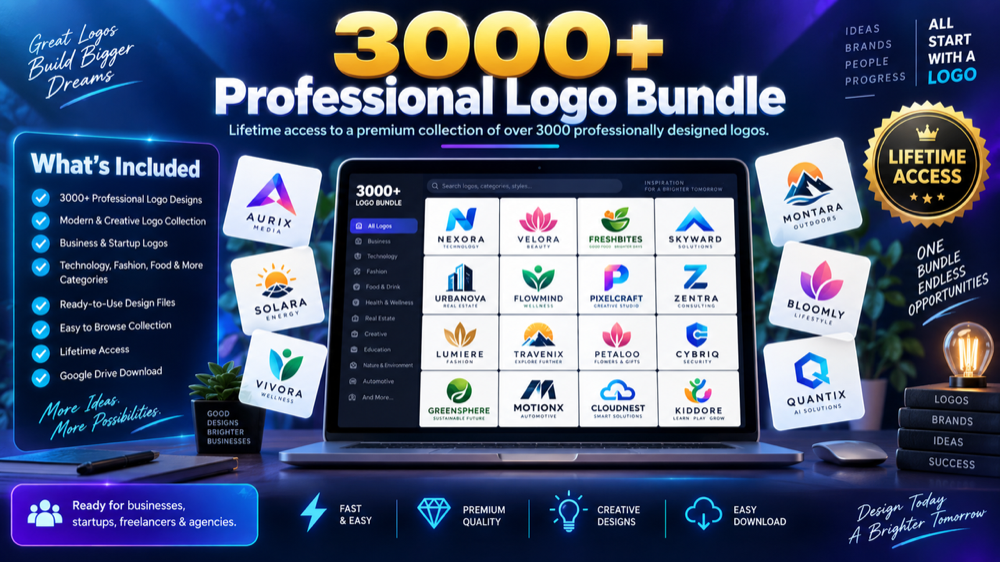 Great Logos
Build Bigger
Dreams
3000+
Professional Logo Bundle
Lifetime access to a premium collection of over 3000 professionally designed logos.
IDEAS
BRANDS
PEOPLE
PROGRESS
ALL
START
WITH A
LOGO
What's Included
3000+ Professional Logo Designs
Modern & Creative Logo Collection
Business & Startup Logos
Technology, Fashion, Food & More
Categories
Ready-to-Use Design Files
Easy to Browse Collection
Lifetime Access
Google Drive Download
More Ideas.
More Possibilities.
AURIX
MEDIA
SOLARA
ENERGY
VIVORA
WELLNESS
GOOD
DESIGNS
BRIGHTER
BUSINESSES
3000+
LOGO BUNDLE
Search logos, categories, styles...
INSPIRATION
FOR A BRIGHTER TOMORROW
All Logos
Business
Technology
Fashion
Food & Drink
Health & Wellness
Real Estate
Creative
Education
Nature & Environment
Automotive
And More...
NEXORA
TECHNOLOGY
VELORA
BEAUTY
FRESHBITES
SKYWARD
SOLUTIONS
URBANOVA
REAL ESTATE
FLOWMIND
WELLNESS
PIXELCRAFT
CREATIVE STUDIO
ZENTRA
CONSULTING
LUMIERE
FASHION
TRAVENIX
EXPLORE FURTHER
PETALOO
FLOWERS & GIFTS
CYBRIQ
SECURITY
GREENSPHERE
SUSTAINABLE FUTURE
MOTIONX
AUTOMOTIVE
CLOUDNEST
SMART SOLUTIONS
KIDDORE
LEARN PLAY GROW
MONTARA
OUTDOORS
BLOOMLY
LIFESTYLE
QUANTIX
AI SOLUTIONS
LIFETIME
ACCESS
ONE
BUNDLE
ENDLESS
OPPORTUNITIES
LOGOS
BRANDS
IDEAS
SUCCESS
Ready for businesses,
startups, freelancers & agencies.
FAST
& EASY
PREMIUM
QUALITY
CREATIVE
DESIGNS
EASY
DOWNLOAD
Design Today
A Brighter Tomorrow